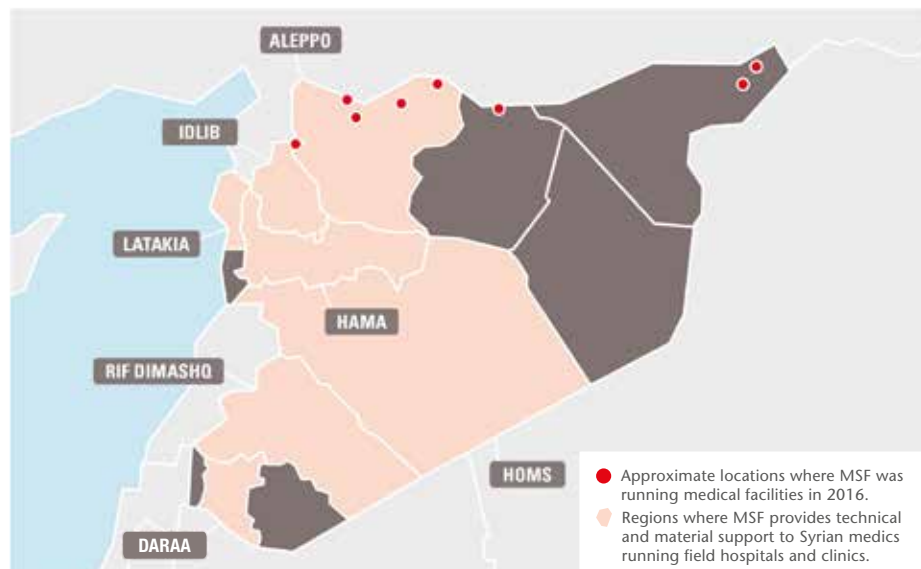 ALEPPO
IDLIB
LATAKIA
HAMA
RIF DIMASHQ
HOMS
DARAA
Approximate locations where MSF was
running medical facilities in 2016.
Regions where MSF provides technical
and material support to Syrian medics
running field hospitals and clinics.